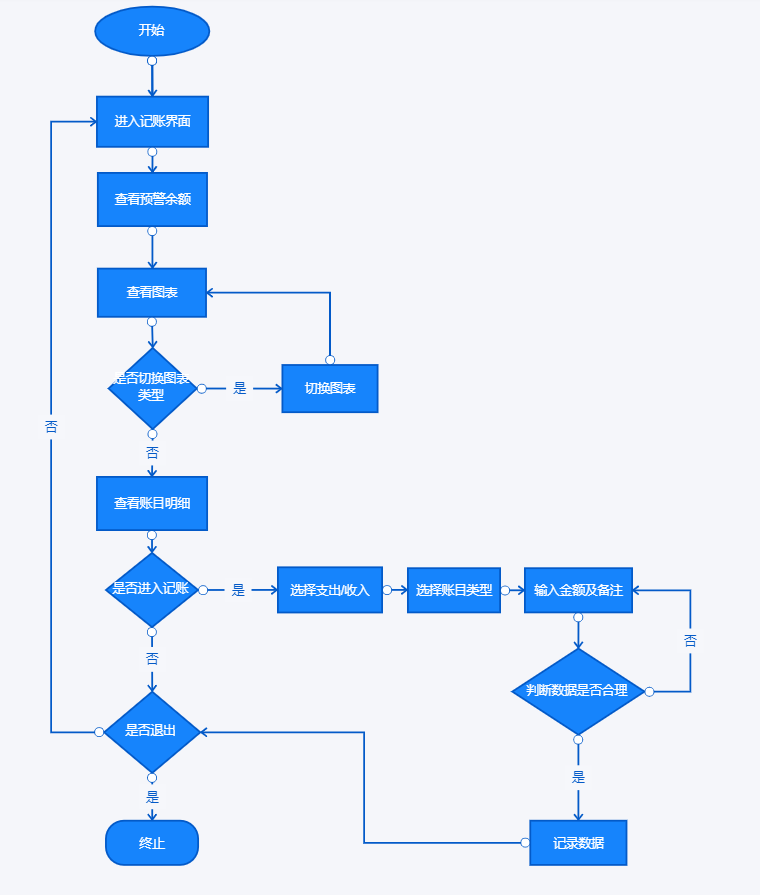 开始
进入记账界面
查看预警余额
查看图表
是否切换图表
类型
是
切换图表
否
否
查看账目明细
是否进入记账
是
选择支出/收入
选择账目类型
输入金额及备注
否
否
判断数据是否合理
是否退出
是
是
终止
记录数据